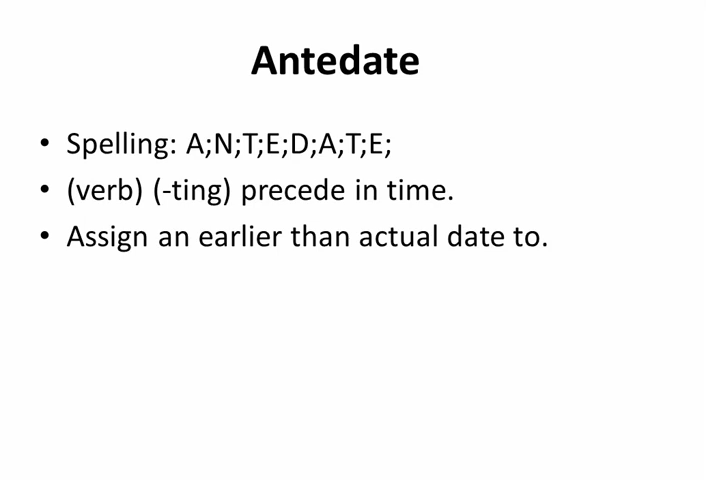 Antedate
• Spelling: A;N;T;E;D;A;T;E;
• (verb) (-ting) precede in time.
• Assign an earlier than actual date to.